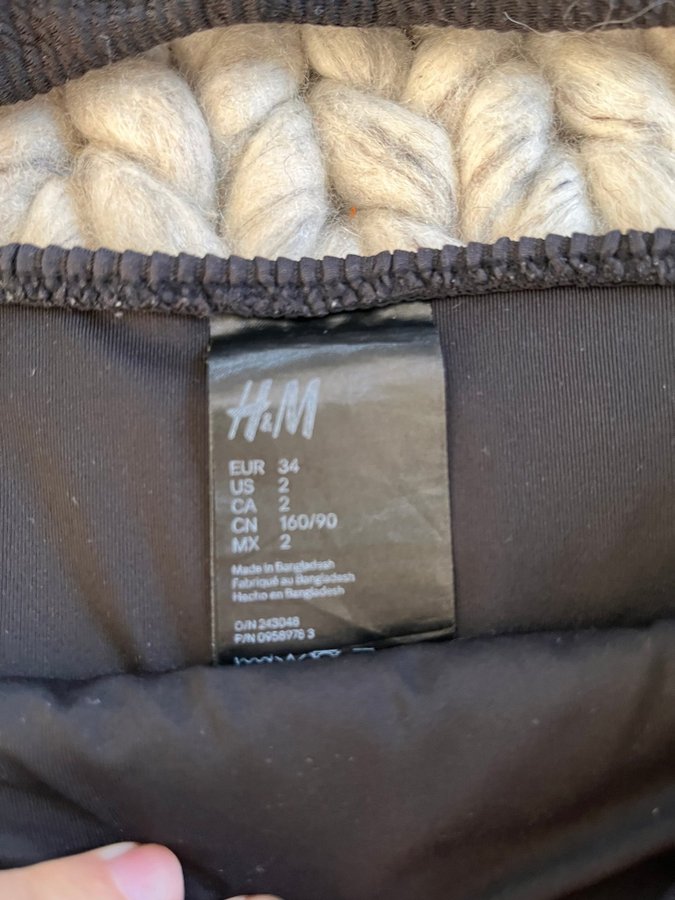 H&M
EUR 34
US 2
CA 2
CN 160/90
MX 2
Made in Bangladesh
Fabriqué au Bangladesh
Hecho en Bangladesh
O/N 243048
P/N 0958978 3